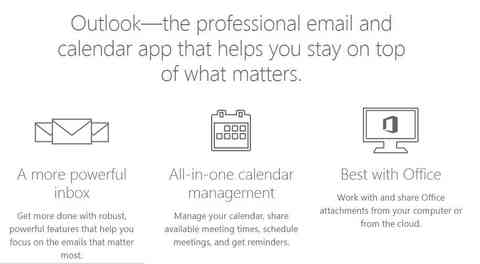 Outlook—the professional email and
calendar app that helps you stay on top
of what matters.
A more powerful
inbox
Get more done with robust,
powerful features that help you
focus on the emails that matter
most.
All-in-one calendar
management
Manage your calendar, share
available meeting times, schedule
meetings, and get reminders.
Best with Office
Work with and share Office
attachments from your computer or
from the cloud.